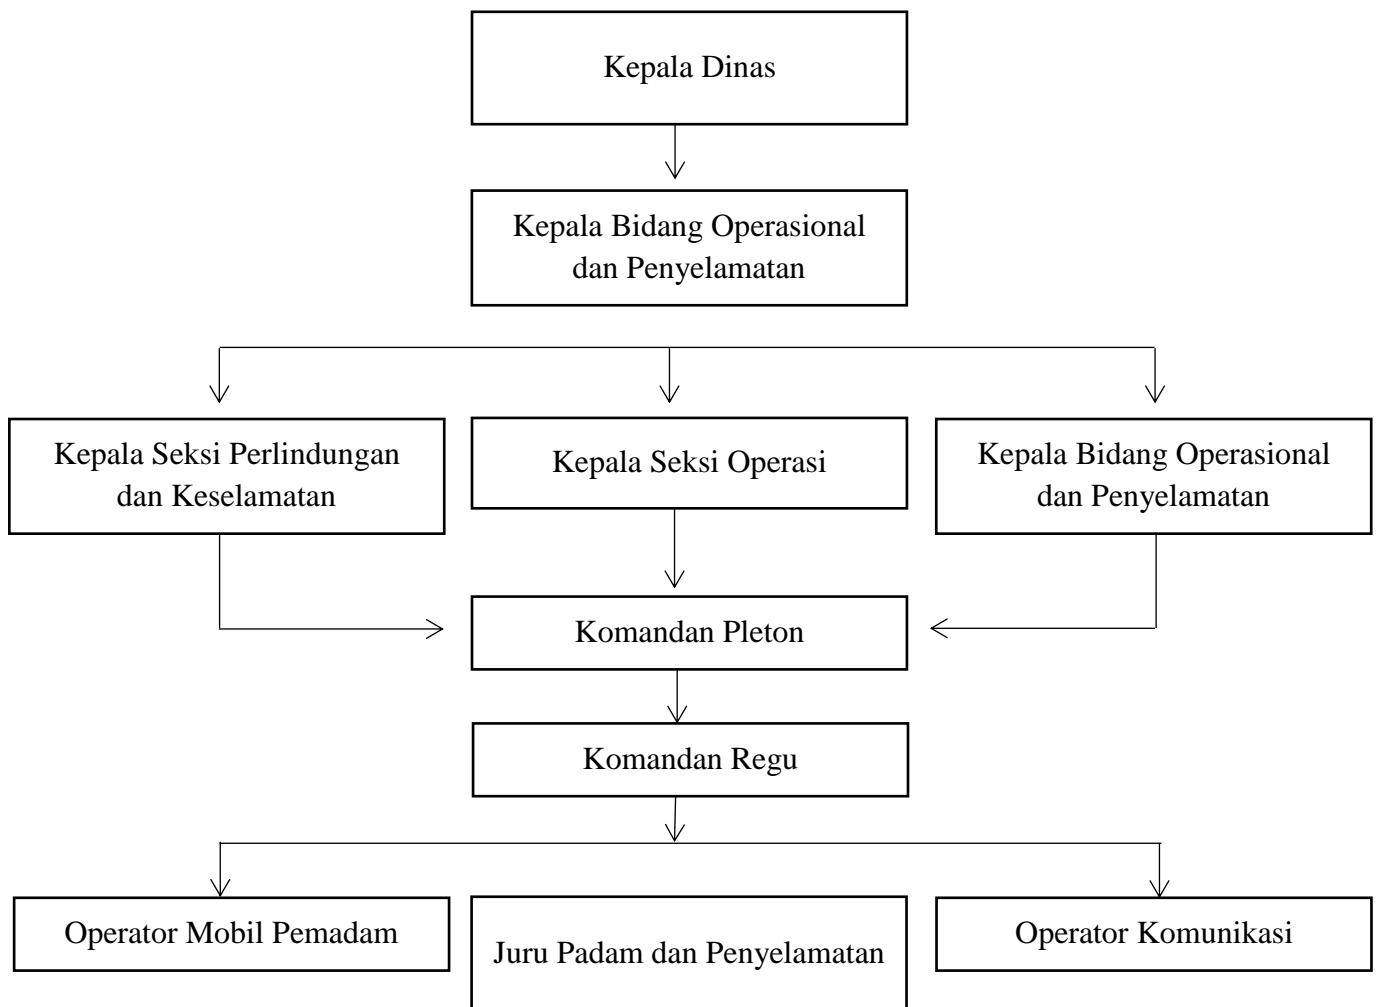 Kepala Dinas
Kepala Bidang Operasional
dan Penyelamatan
Kepala Seksi Perlindungan
dan Keselamatan
Kepala Seksi Operasi
Kepala Bidang Operasional
dan Penyelamatan
Komandan Pleton
Komandan Regu
Operator Mobil Pemadam
Juru Padam dan Penyelamatan
Operator Komunikasi